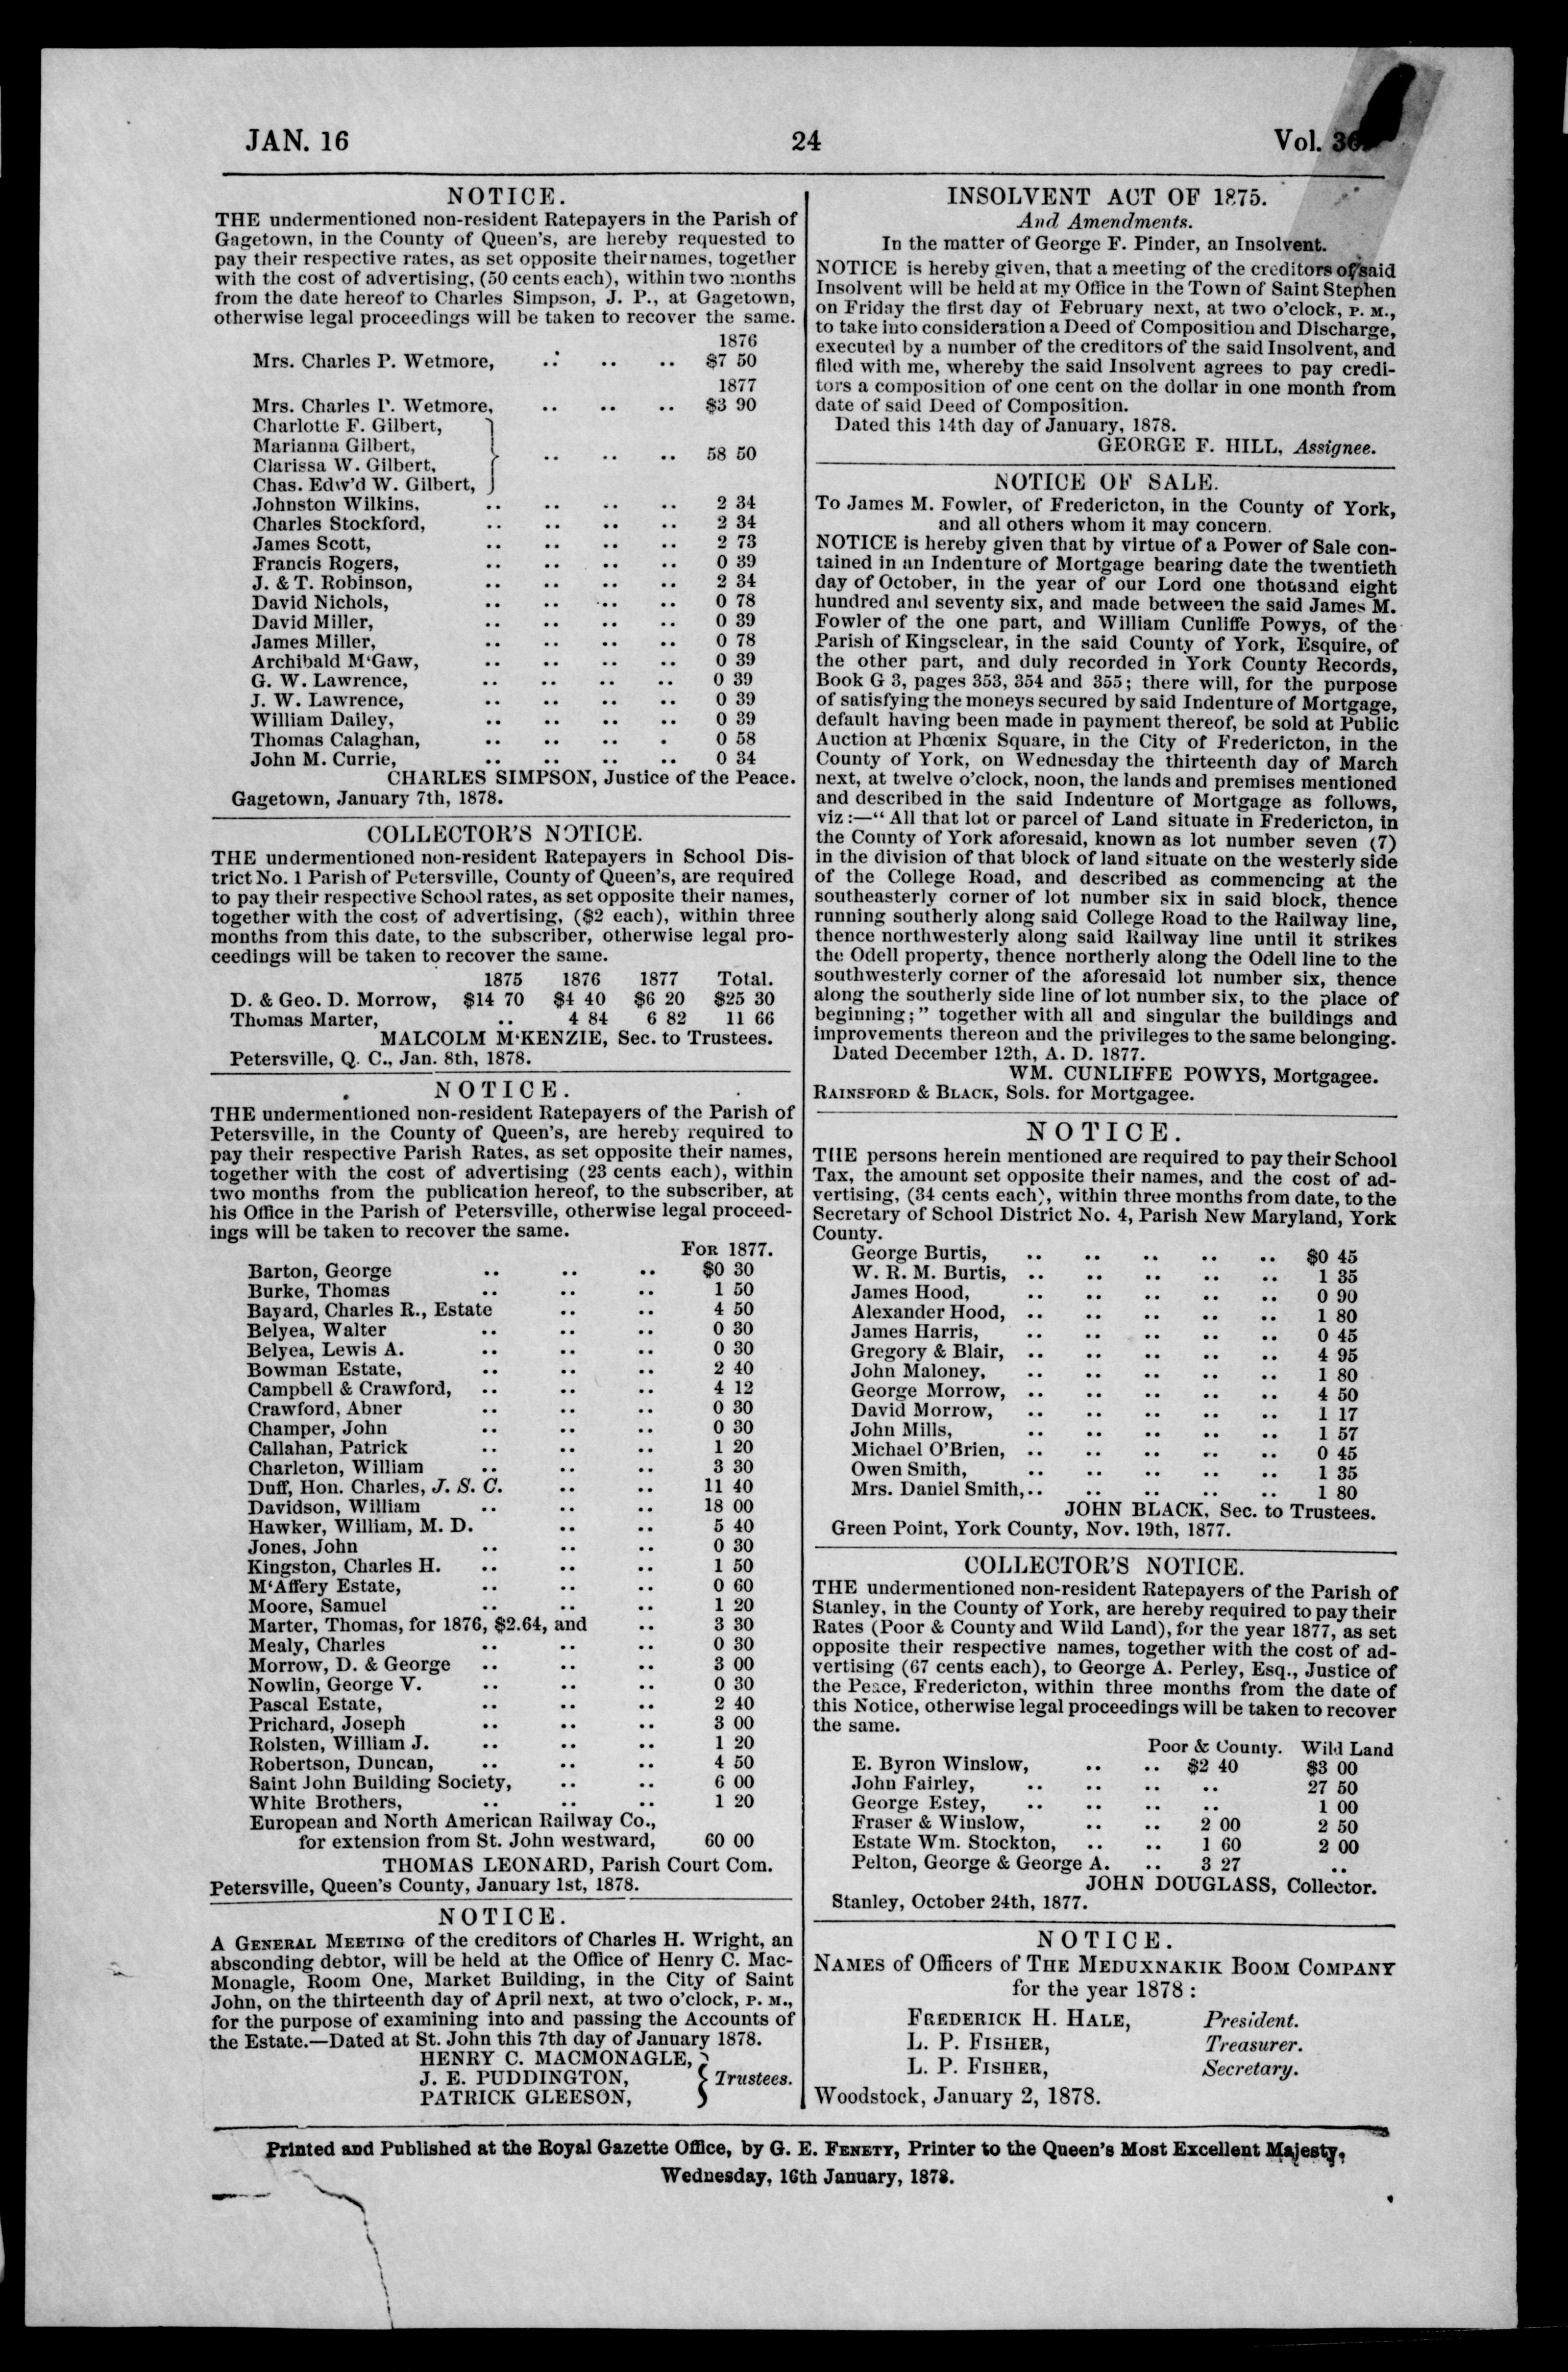 JAN. 16 24 Vol. 36.
NOTICE.
THE undermentioned non-resident Ratepayers in the Parish of
Gagetown, in the County of Queen's, are hereby requested to
pay their respective rates, as set opposite their names, together
with the cost of advertising, (50 cents each), within two months
from the date hereof to Charles Simpson, J. P., at Gagetown,
otherwise legal proceedings will be taken to recover the same.
1876
Mrs. Charles P. Wetmore, .. .. .. $7 50
1877
Mrs. Charles P. Wetmore, .. .. .. $3 90
Charlotte F. Gilbert,
Marianna Gilbert,
Clarissa W. Gilbert, } .. .. .. 58 50
Chas. Edw'd W. Gilbert,
Johnston Wilkins, .. .. .. .. 2 34
Charles Stockford, .. .. .. .. 2 34
James Scott, .. .. .. .. 2 73
Francis Rogers, .. .. .. .. 0 39
J. & T. Robinson, .. .. .. .. 2 34
David Nichols, .. .. .. .. 0 78
David Miller, .. .. .. .. 0 39
James Miller, .. .. .. .. 0 78
Archibald M'Gaw, .. .. .. .. 0 39
G. W. Lawrence, .. .. .. .. 0 39
J. W. Lawrence, .. .. .. .. 0 39
William Dailey, .. .. .. .. 0 39
Thomas Calaghan, .. .. .. . 0 58
John M. Currie, .. .. .. .. 0 34
CHARLES SIMPSON, Justice of the Peace.
Gagetown, January 7th, 1878.
COLLECTOR'S NOTICE.
THE undermentioned non-resident Ratepayers in School Dis-
trict No. 1 Parish of Petersville, County of Queen's, are required
to pay their respective School rates, as set opposite their names,
together with the cost of advertising, ($2 each), within three
months from this date, to the subscriber, otherwise legal pro-
ceedings will be taken to recover the same.
1875 1876 1877 Total.
D. & Geo. D. Morrow, $14 70 $4 40 $6 20 $25 30
Thomas Marter, .. 4 84 6 82 11 66
MALCOLM M'KENZIE, Sec. to Trustees.
Petersville, Q. C., Jan. 8th, 1878.
NOTICE.
THE undermentioned non-resident Ratepayers of the Parish of
Petersville, in the County of Queen's, are hereby required to
pay their respective Parish Rates, as set opposite their names,
together with the cost of advertising (23 cents each), within
two months from the publication hereof, to the subscriber, at
his Office in the Parish of Petersville, otherwise legal proceed-
ings will be taken to recover the same.
FOR 1877.
Barton, George .. .. .. $0 30
Burke, Thomas .. .. .. 1 50
Bayard, Charles R., Estate .. .. 4 50
Belyea, Walter .. .. .. 0 30
Belyea, Lewis A. .. .. .. 0 30
Bowman Estate, .. .. .. 2 40
Campbell & Crawford, .. .. .. 4 12
Crawford, Abner .. .. .. 0 30
Champer, John .. .. .. 0 30
Callahan, Patrick .. .. .. 1 20
Charleton, William .. .. .. 3 30
Duff, Hon. Charles, J. S. C. .. .. 11 40
Davidson, William .. .. .. 18 00
Hawker, William, M. D. .. .. 5 40
Jones, John .. .. .. 0 30
Kingston, Charles H. .. .. .. 1 50
M'Affery Estate, .. .. .. 0 60
Moore, Samuel .. .. .. 1 20
Marter, Thomas, for 1876, $2.64, and .. 3 30
Mealy, Charles .. .. .. 0 30
Morrow, D. & George .. .. .. 3 00
Nowlin, George V. .. .. .. 0 30
Pascal Estate, .. .. .. 2 40
Prichard, Joseph .. .. .. 3 00
Rolsten, William J. .. .. .. 1 20
Robertson, Duncan, .. .. .. 4 50
Saint John Building Society, .. .. 6 00
White Brothers, .. .. .. 1 20
European and North American Railway Co.,
for extension from St. John westward, 60 00
THOMAS LEONARD, Parish Court Com.
Petersville, Queen's County, January 1st, 1878.
NOTICE.
A GENERAL MEETING of the creditors of Charles H. Wright, an
absconding debtor, will be held at the Office of Henry C. Mac-
Monagle, Room One, Market Building, in the City of Saint
John, on the thirteenth day of April next, at two o'clock, P. M.,
for the purpose of examining into and passing the Accounts of
the Estate.—Dated at St. John this 7th day of January 1878.
HENRY C. MACMONAGLE,
J. E. PUDDINGTON, } Trustees.
PATRICK GLEESON,
INSOLVENT ACT OF 1875.
And Amendments.
In the matter of George F. Pinder, an Insolvent.
NOTICE is hereby given, that a meeting of the creditors of said
Insolvent will be held at my Office in the Town of Saint Stephen
on Friday the first day of February next, at two o'clock, P. M.,
to take into consideration a Deed of Composition and Discharge,
executed by a number of the creditors of the said Insolvent, and
filed with me, whereby the said Insolvent agrees to pay credi-
tors a composition of one cent on the dollar in one month from
date of said Deed of Composition.
Dated this 14th day of January, 1878.
GEORGE F. HILL, Assignee.
NOTICE OF SALE.
To James M. Fowler, of Fredericton, in the County of York,
and all others whom it may concern.
NOTICE is hereby given that by virtue of a Power of Sale con-
tained in an Indenture of Mortgage bearing date the twentieth
day of October, in the year of our Lord one thousand eight
hundred and seventy six, and made between the said James M.
Fowler of the one part, and William Cunliffe Powys, of the
Parish of Kingsclear, in the said County of York, Esquire, of
the other part, and duly recorded in York County Records,
Book G 3, pages 353, 354 and 355; there will, for the purpose
of satisfying the moneys secured by said Indenture of Mortgage,
default having been made in payment thereof, be sold at Public
Auction at Phœnix Square, in the City of Fredericton, in the
County of York, on Wednesday the thirteenth day of March
next, at twelve o'clock, noon, the lands and premises mentioned
and described in the said Indenture of Mortgage as follows,
viz :—" All that lot or parcel of Land situate in Fredericton, in
the County of York aforesaid, known as lot number seven (7)
in the division of that block of land situate on the westerly side
of the College Road, and described as commencing at the
southeasterly corner of lot number six in said block, thence
running southerly along said College Road to the Railway line,
thence northwesterly along said Railway line until it strikes
the Odell property, thence northerly along the Odell line to the
southwesterly corner of the aforesaid lot number six, thence
along the southerly side line of lot number six, to the place of
beginning;" together with all and singular the buildings and
improvements thereon and the privileges to the same belonging.
Dated December 12th, A. D. 1877.
WM. CUNLIFFE POWYS, Mortgagee.
RAINSFORD & BLACK, Sols. for Mortgagee.
NOTICE.
THE persons herein mentioned are required to pay their School
Tax, the amount set opposite their names, and the cost of ad-
vertising, (34 cents each), within three months from date, to the
Secretary of School District No. 4, Parish New Maryland, York
County.
George Burtis, .. .. .. .. .. $0 45
W. R. M. Burtis, .. .. .. .. .. 1 35
James Hood, .. .. .. .. .. 0 90
Alexander Hood, .. .. .. .. .. 1 80
James Harris, .. .. .. .. .. 0 45
Gregory & Blair, .. .. .. .. .. 4 95
John Maloney, .. .. .. .. .. 1 80
George Morrow, .. .. .. .. .. 4 50
David Morrow, .. .. .. .. .. 1 17
John Mills, .. .. .. .. .. 1 57
Michael O'Brien, .. .. .. .. .. 0 45
Owen Smith, .. .. .. .. .. 1 35
Mrs. Daniel Smith, .. .. .. .. .. 1 80
JOHN BLACK, Sec. to Trustees.
Green Point, York County, Nov. 19th, 1877.
COLLECTOR'S NOTICE.
THE undermentioned non-resident Ratepayers of the Parish of
Stanley, in the County of York, are hereby required to pay their
Rates (Poor & County and Wild Land), for the year 1877, as set
opposite their respective names, together with the cost of ad-
vertising (67 cents each), to George A. Perley, Esq., Justice of
the Peace, Fredericton, within three months from the date of
this Notice, otherwise legal proceedings will be taken to recover
the same.
Poor & County. Wild Land
E. Byron Winslow, .. .. $2 40 $3 00
John Fairley, .. .. .. .. 27 50
George Estey, .. .. .. .. 1 00
Fraser & Winslow, .. .. 2 00 2 50
Estate Wm. Stockton, .. .. 1 60 2 00
Pelton, George & George A. .. 3 27 ..
JOHN DOUGLASS, Collector.
Stanley, October 24th, 1877.
NOTICE.
NAMES of Officers of THE MEDUXNAKIK BOOM COMPANY
for the year 1878 :
FREDERICK H. HALE, President.
L. P. FISHER, Treasurer.
L. P. FISHER, Secretary.
Woodstock, January 2, 1878.
Printed and Published at the Royal Gazette Office, by G. E. FENETY, Printer to the Queen's Most Excellent Majesty,
Wednesday, 16th January, 1878.